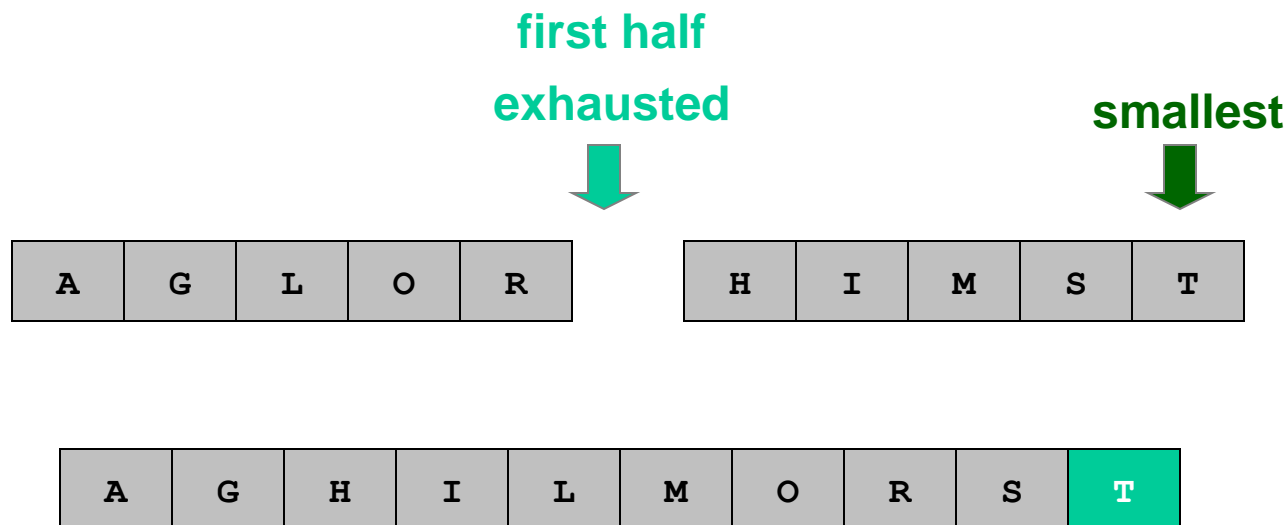 first half
exhausted
smallest
A G L O R H I M S T
A G H I L M O R S T